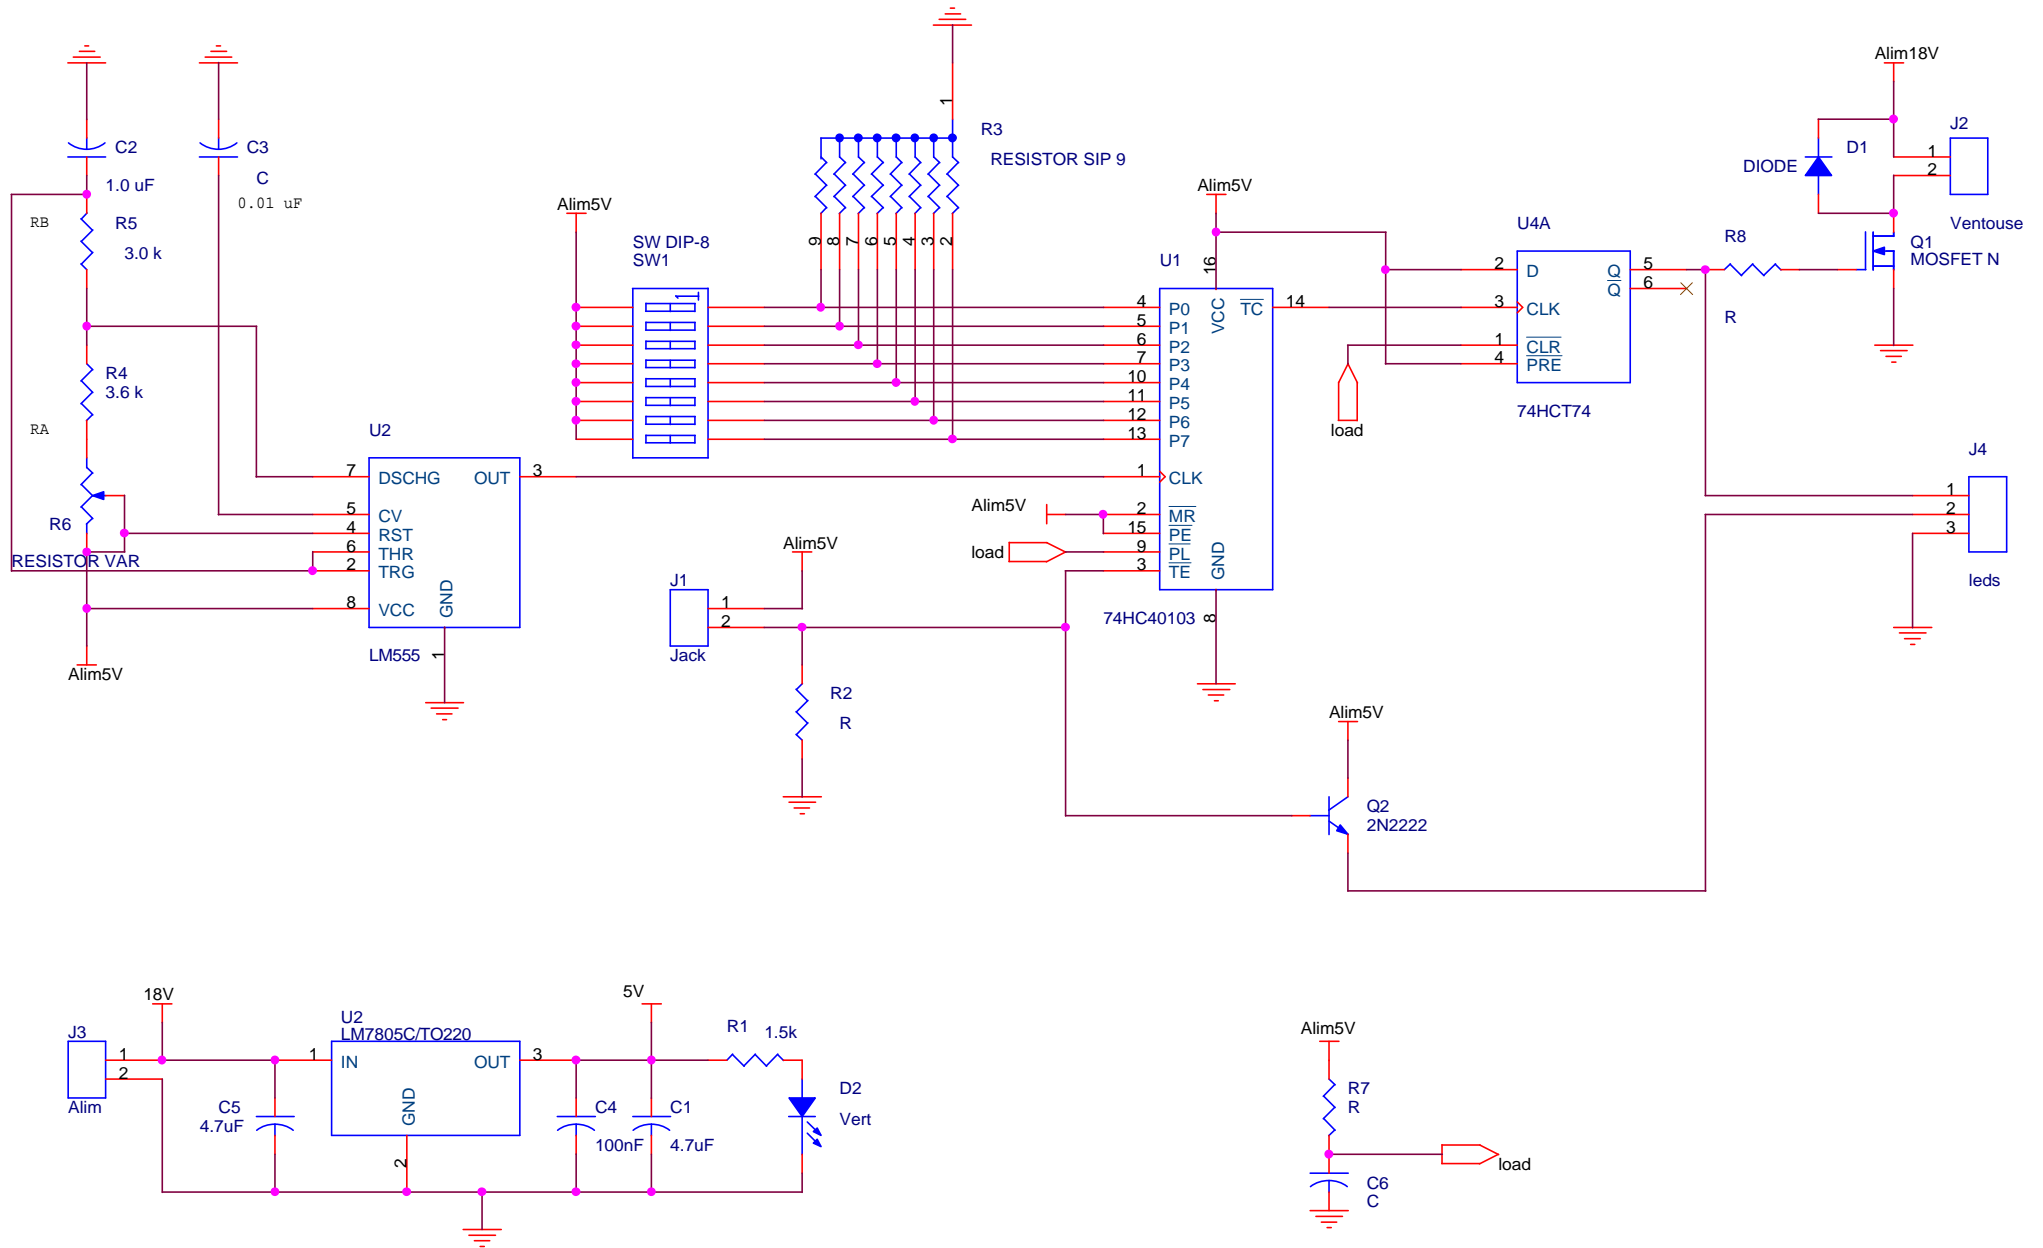 C2
1.0 uF
C3
C
0.01 uF
RB
R5
3.0 k
R4
3.6 k
RA
R6
RESISTOR VAR
Alim5V
U2
7 DSCHG
5 CV
4 RST
6 THR
2 TRG
8 VCC
GND
1
OUT 3
LM555
Alim5V
SW DIP-8
SW1
1
1
R3
RESISTOR SIP 9
9 8 7 6 5 4 3 2
Alim5V
U1
16
VCC
4 P0
5 P1
6 P2
7 P3
10 P4
11 P5
12 P6
13 P7
1 CLK
2 MR
15 PE
9 PL
3 TE
TC 14
GND
8
74HC40103
Alim5V
load
Alim5V
J1
1
2
Jack
R2
R
U4A
2 D
3 CLK
1 CLR
4 PRE
Q 5
Q 6
74HCT74
load
R8
R
Alim18V
D1
DIODE
J2
1
2
Ventouse
Q1
MOSFET N
J4
1
2
3
leds
Alim5V
Q2
2N2222
18V
J3
1
2
Alim
C5
4.7uF
U2
LM7805C/TO220
1 IN
OUT 3
GND
2
5V
C4
100nF
C1
4.7uF
R1 1.5k
D2
Vert
Alim5V
R7
R
load
C6
C